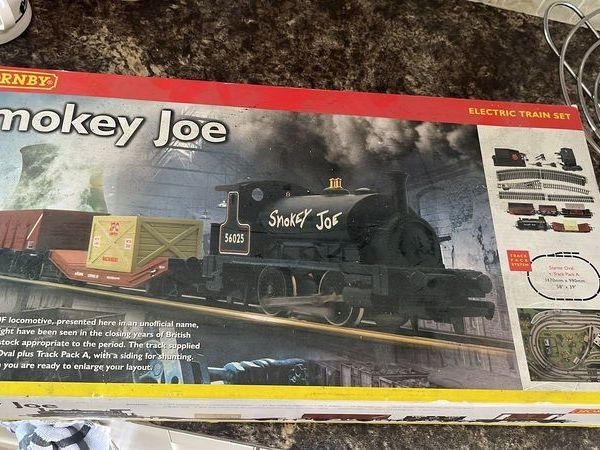 ORNBY
ELECTRIC TRAIN SET
mokey Joe
SMOKEY JOE
56025
TRACK
PACK
SYSTEM
Starter Oval
+ Track Pack A
1470mm x 990mm
58" x 39"
0F locomotive, presented here in an unofficial name,
ght have been seen in the closing years of British
stock appropriate to the period. The track supplied
Oval plus Track Pack A, with a siding for shunting.
you are ready to enlarge your layout.
Joe